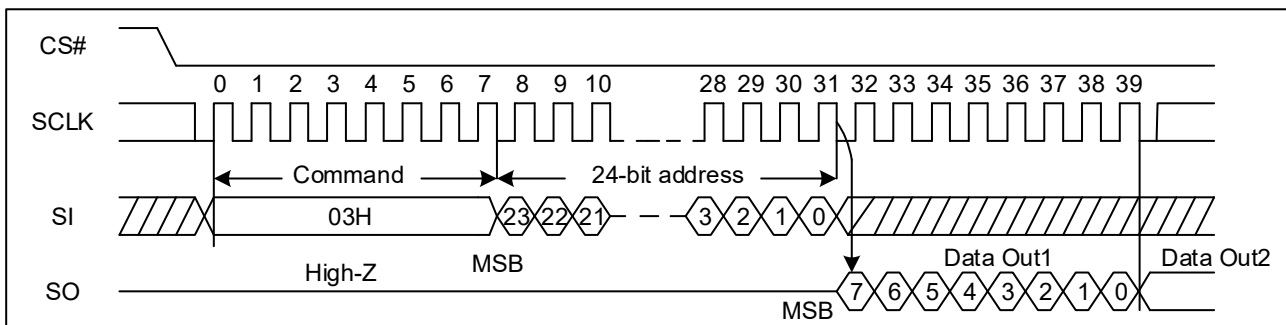 CS#
0 1 2 3 4 5 6 7 8 9 10 28 29 30 31 32 33 34 35 36 37 38 39
SCLK
Command 24-bit address
SI 03H 23 22 21 3 2 1 0
High-Z MSB Data Out1 Data Out2
SO MSB 7 6 5 4 3 2 1 0